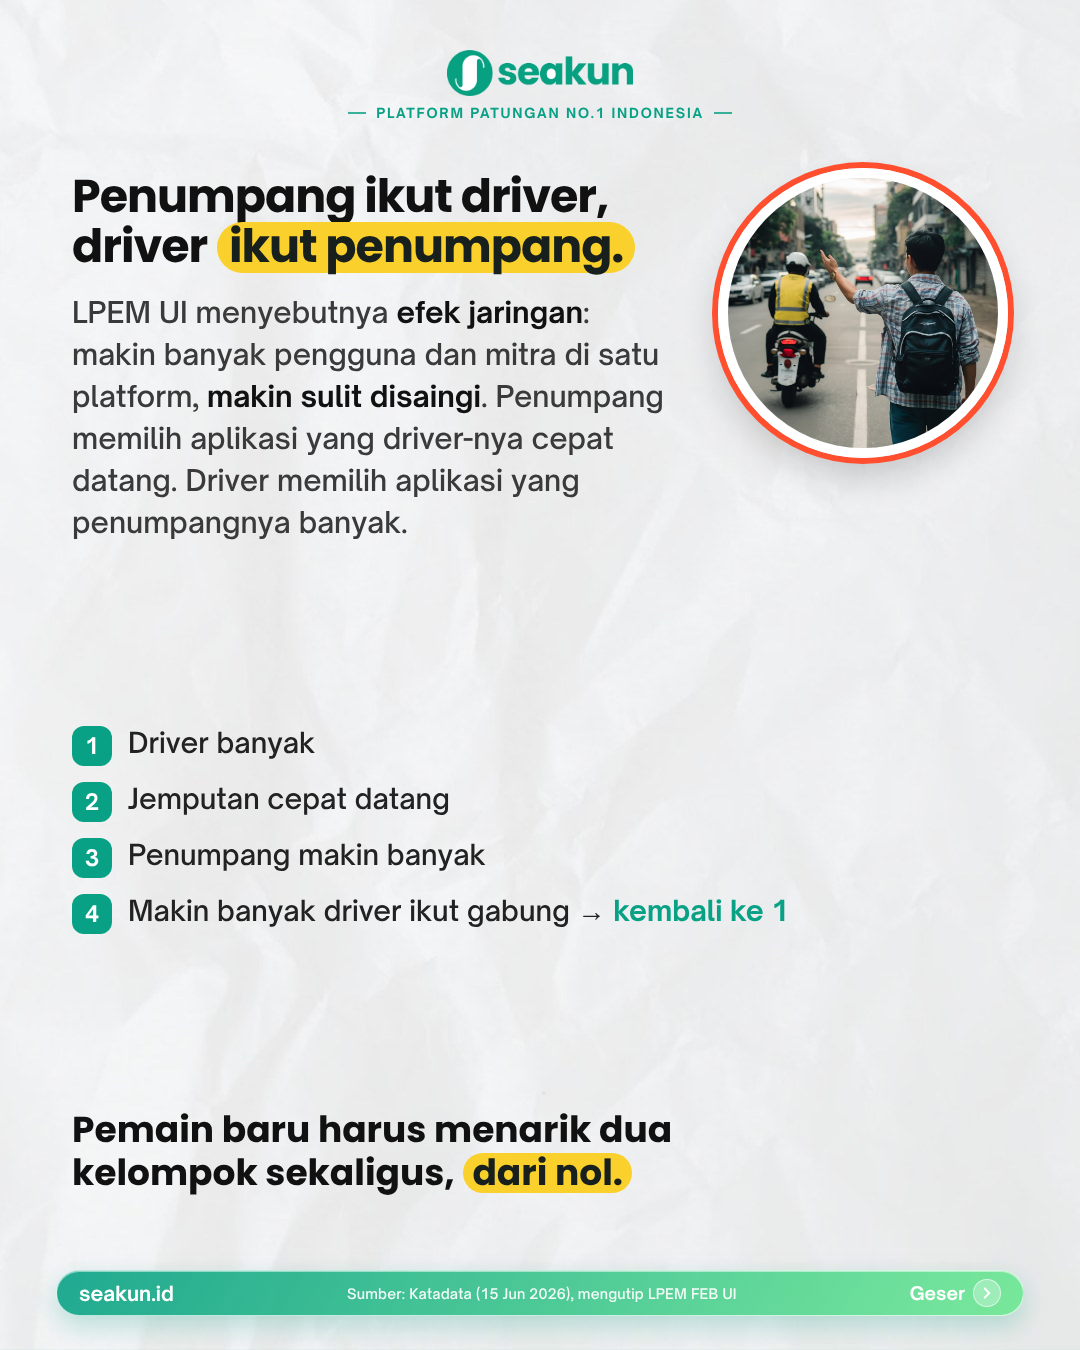 seakun
PLATFORM PATUNGAN NO.1 INDONESIA
Penumpang ikut driver,
driver ikut penumpang.
LPEM UI menyebutnya efek jaringan:
makin banyak pengguna dan mitra di satu
platform, makin sulit disaingi. Penumpang
memilih aplikasi yang driver-nya cepat
datang. Driver memilih aplikasi yang
penumpangnya banyak.
1 Driver banyak
2 Jemputan cepat datang
3 Penumpang makin banyak
4 Makin banyak driver ikut gabung → kembali ke 1
Pemain baru harus menarik dua
kelompok sekaligus, dari nol.
seakun.id Sumber: Katadata (15 Jun 2026), mengutip LPEM FEB UI Geser